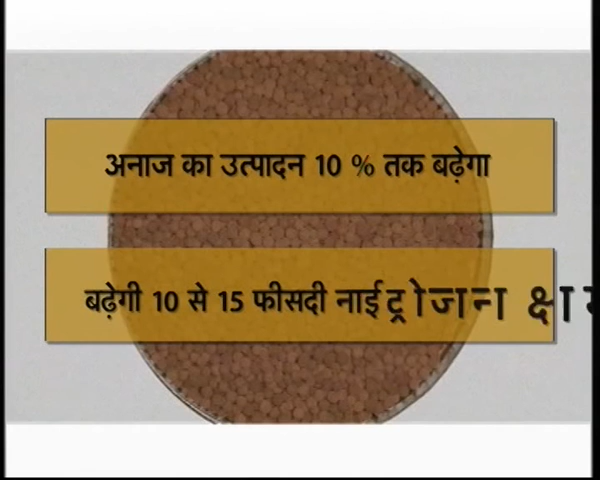 अनाज का उत्पादन 10 % तक बढ़ेगा
बढ़ेगी 10 से 15 फीसदी नाईट्रोजन